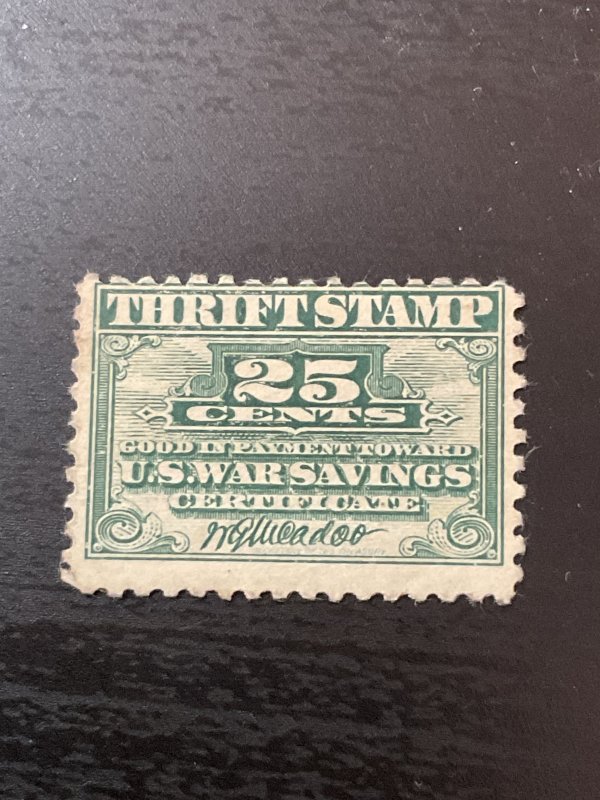 THRIFT STAMP
25
CENTS
GOOD IN PAYMENT TOWARD
U.S. WAR SAVINGS
CERTIFICATE
WGMcadoo